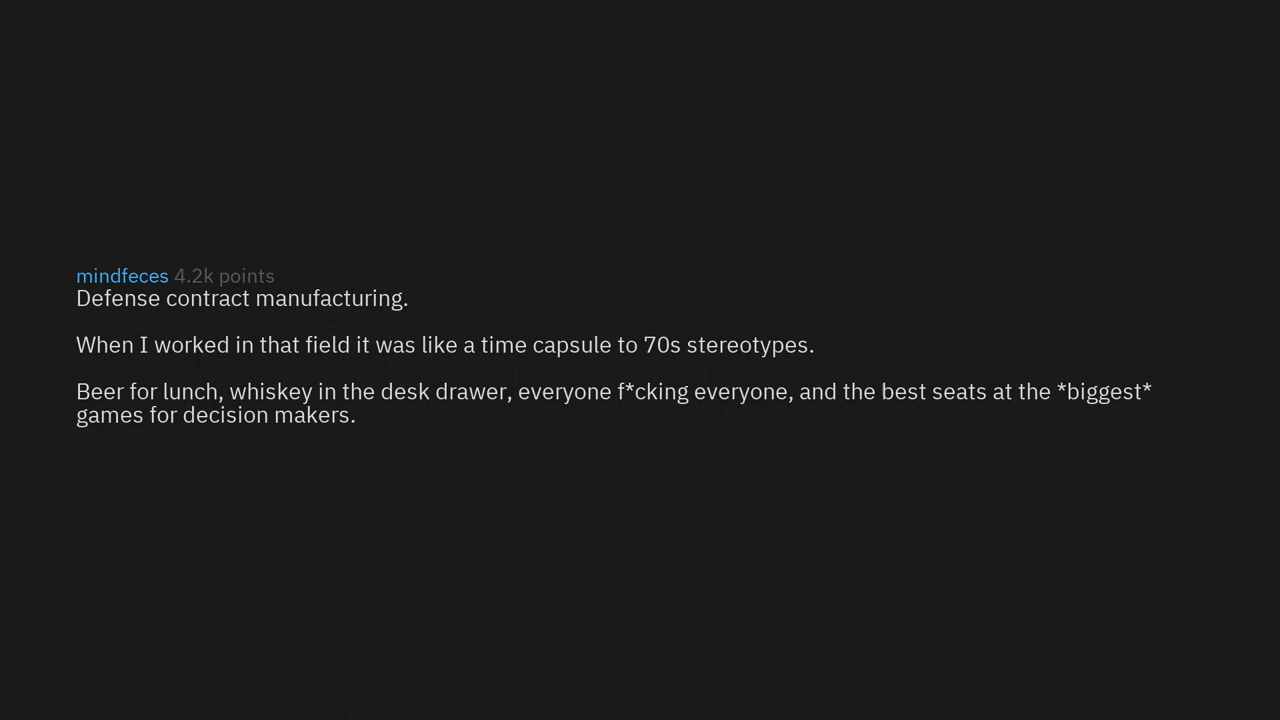 mindfeces 4.2k points
Defense contract manufacturing.
When I worked in that field it was like a time capsule to 70s stereotypes.
Beer for lunch, whiskey in the desk drawer, everyone f*cking everyone, and the best seats at the *biggest*
games for decision makers.